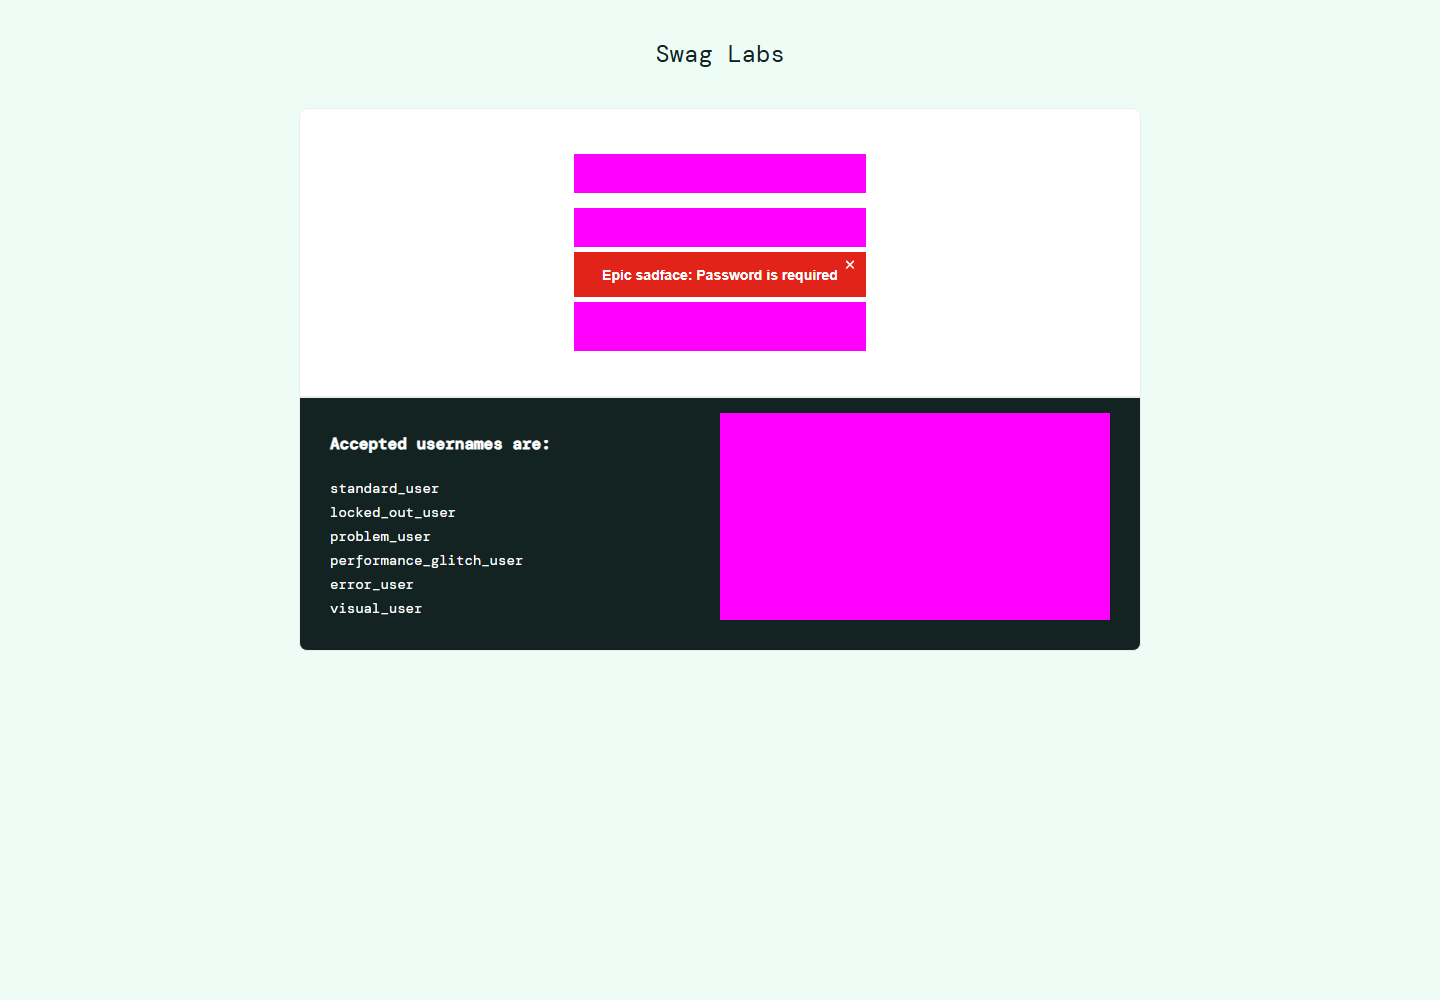 Swag Labs
Epic sadface: Password is required
Accepted usernames are:
standard_user
locked_out_user
problem_user
performance_glitch_user
error_user
visual_user